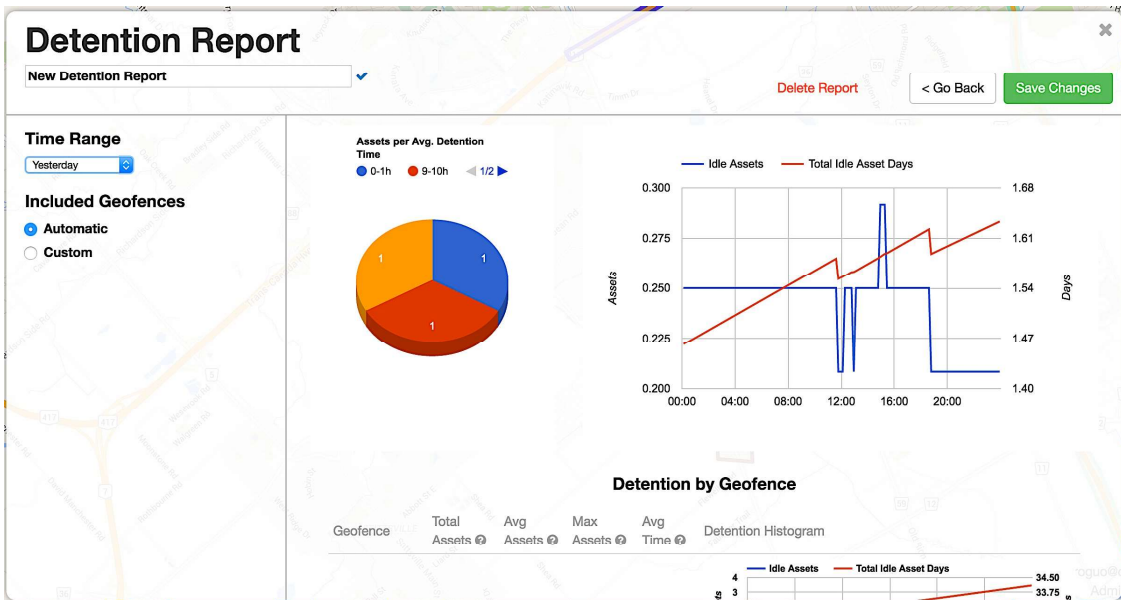 Detention Report
New Detention Report
Delete Report
< Go Back
Save Changes
Time Range
Yesterday
Included Geofences
Automatic
Custom
Assets per Avg. Detention
Time
0-1h 9-10h 1/2
1
1
1
Idle Assets Total Idle Asset Days
0.300
0.275
0.250
0.225
0.200
Assets
1.68
1.61
1.54
1.47
1.40
Days
00:00 04:00 08:00 12:00 16:00 20:00
Detention by Geofence
Geofence
Total
Assets
Avg
Assets
Max
Assets
Avg
Time
Detention Histogram
Idle Assets Total Idle Asset Days
4
3
34.50
33.75